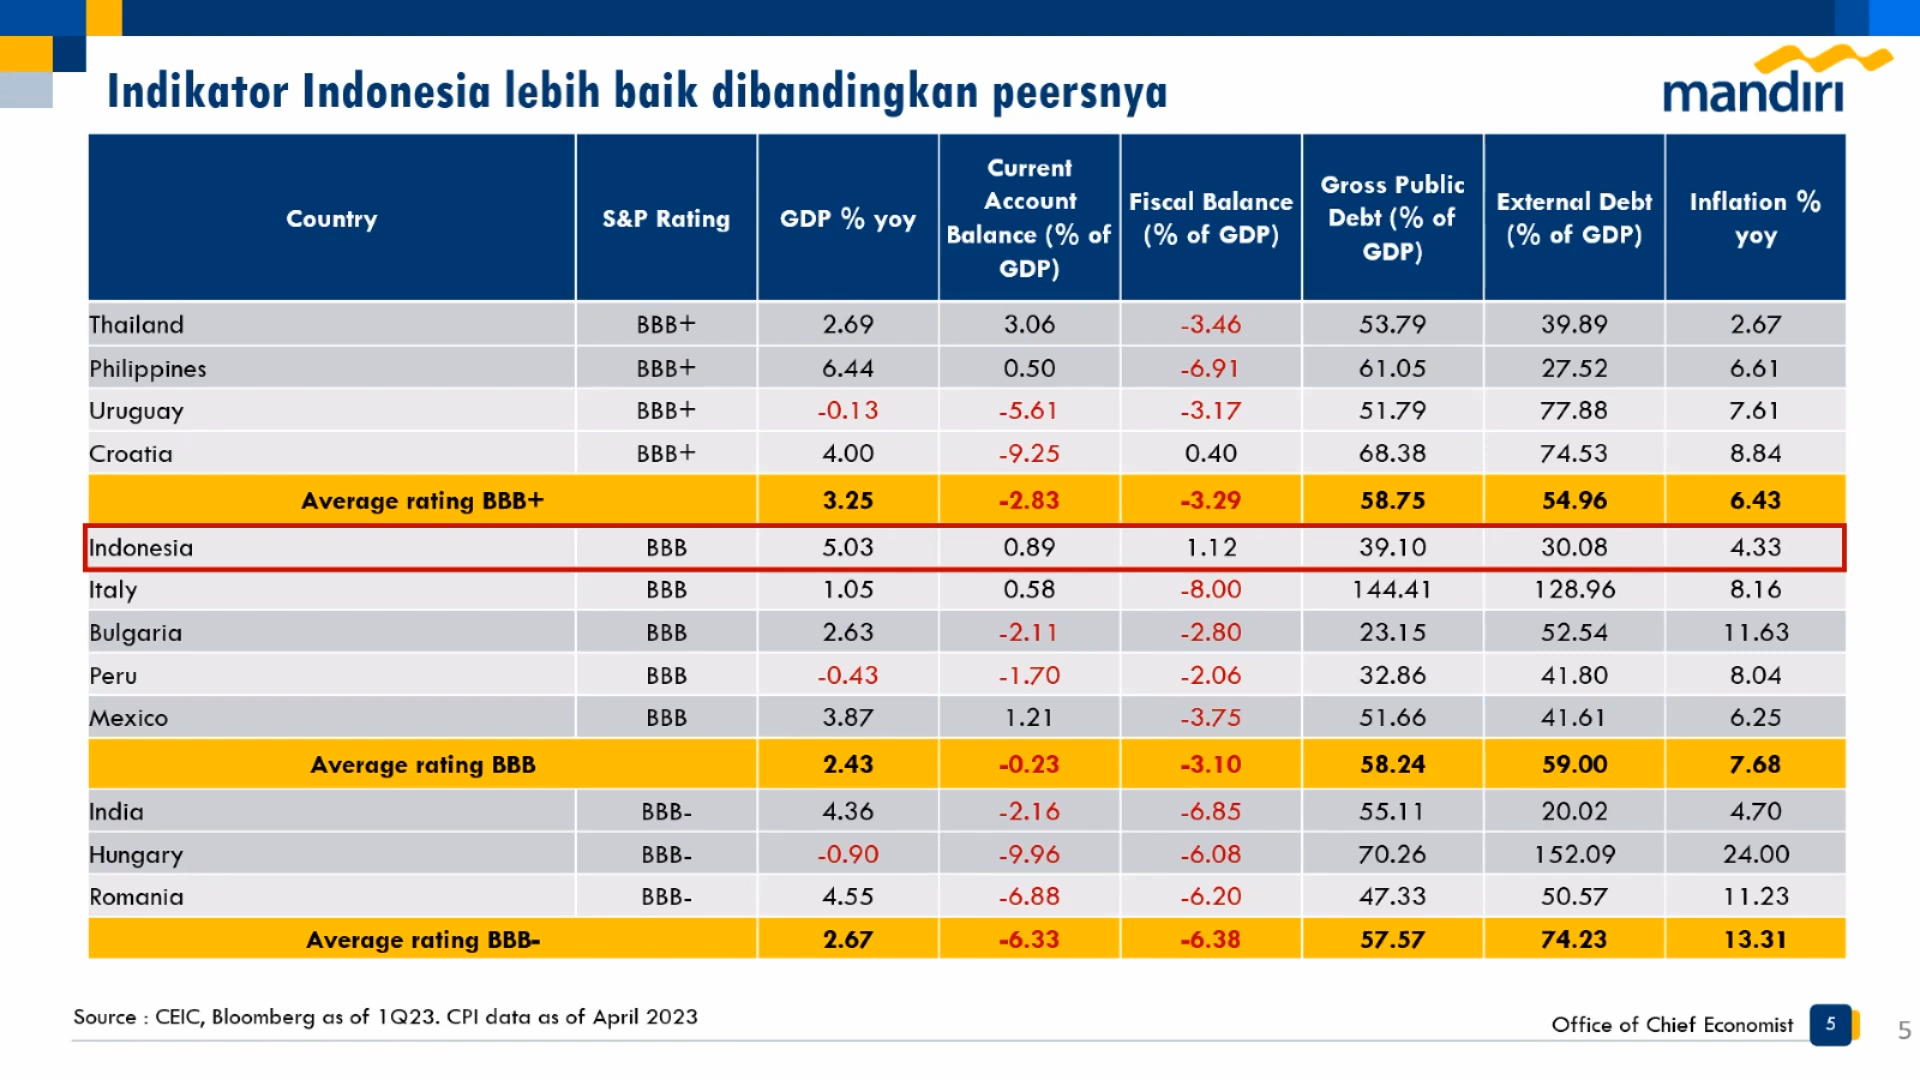 Indikator Indonesia lebih baik dibandingkan peersnya
mandiri
Country S&P Rating GDP % yoy Current Account Balance (% of GDP) Fiscal Balance (% of GDP) Gross Public Debt (% of GDP) External Debt (% of GDP) Inflation % yoy
Thailand BBB+ 2.69 3.06 -3.46 53.79 39.89 2.67
Philippines BBB+ 6.44 0.50 -6.91 61.05 27.52 6.61
Uruguay BBB+ -0.13 -5.61 -3.17 51.79 77.88 7.61
Croatia BBB+ 4.00 -9.25 0.40 68.38 74.53 8.84
Average rating BBB+ 3.25 -2.83 -3.29 58.75 54.96 6.43
Indonesia BBB 5.03 0.89 1.12 39.10 30.08 4.33
Italy BBB 1.05 0.58 -8.00 144.41 128.96 8.16
Bulgaria BBB 2.63 -2.11 -2.80 23.15 52.54 11.63
Peru BBB -0.43 -1.70 -2.06 32.86 41.80 8.04
Mexico BBB 3.87 1.21 -3.75 51.66 41.61 6.25
Average rating BBB 2.43 -0.23 -3.10 58.24 59.00 7.68
India BBB- 4.36 -2.16 -6.85 55.11 20.02 4.70
Hungary BBB- -0.90 -9.96 -6.08 70.26 152.09 24.00
Romania BBB- 4.55 -6.88 -6.20 47.33 50.57 11.23
Average rating BBB- 2.67 -6.33 -6.38 57.57 74.23 13.31
Source : CEIC, Bloomberg as of 1Q23. CPI data as of April 2023
Office of Chief Economist 5
5